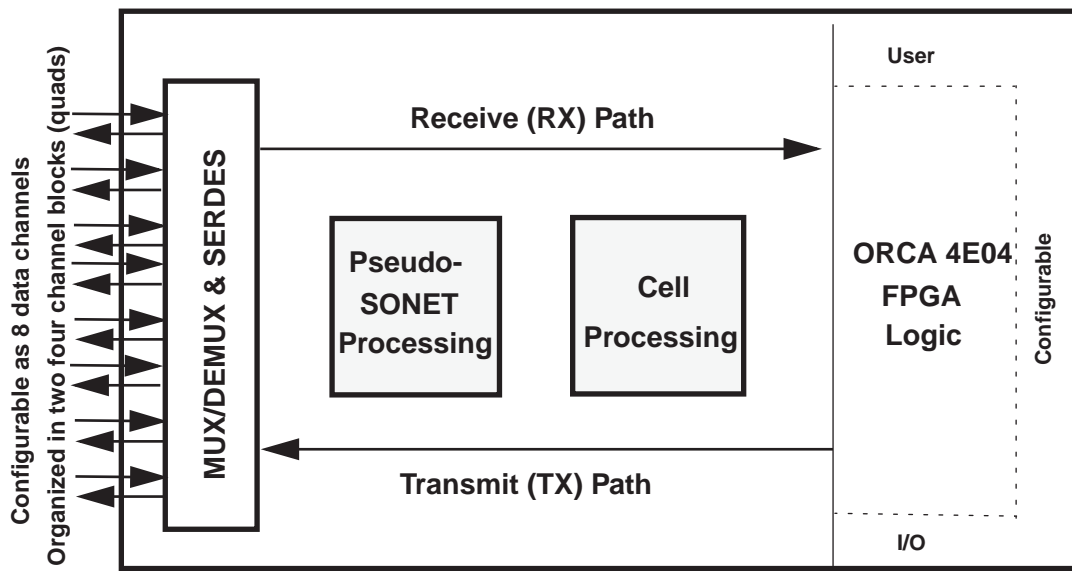 Configurable as 8 data channels
Organized in two four channel blocks (quads)
MUX/DEMUX & SERDES
Receive (RX) Path
Pseudo-
SONET
Processing
Cell
Processing
Transmit (TX) Path
User
ORCA 4E04
FPGA
Logic
Configurable
I/O